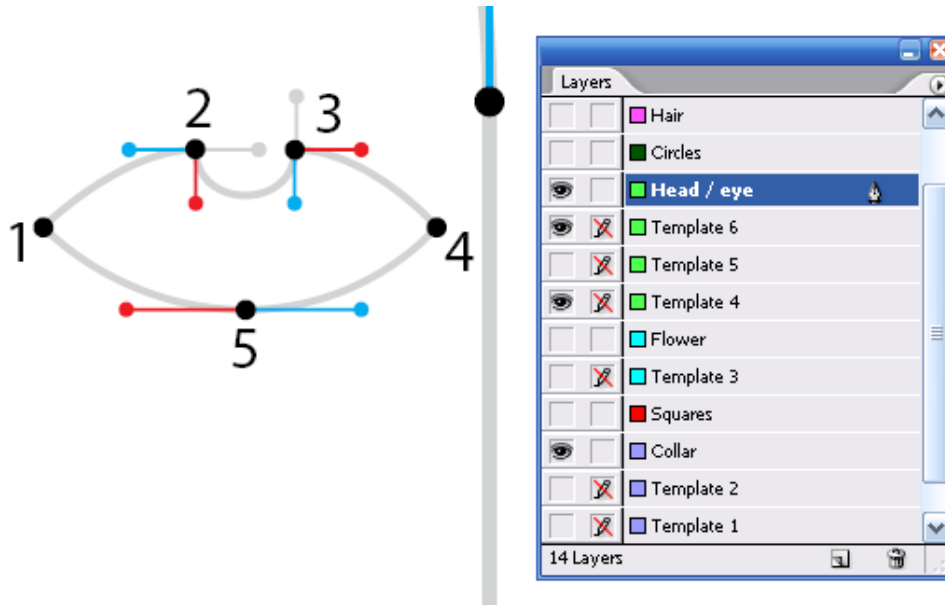 2
3
1
4
5
Layers
Hair
Circles
Head / eye
Template 6
Template 5
Template 4
Flower
Template 3
Squares
Collar
Template 2
Template 1
14 Layers